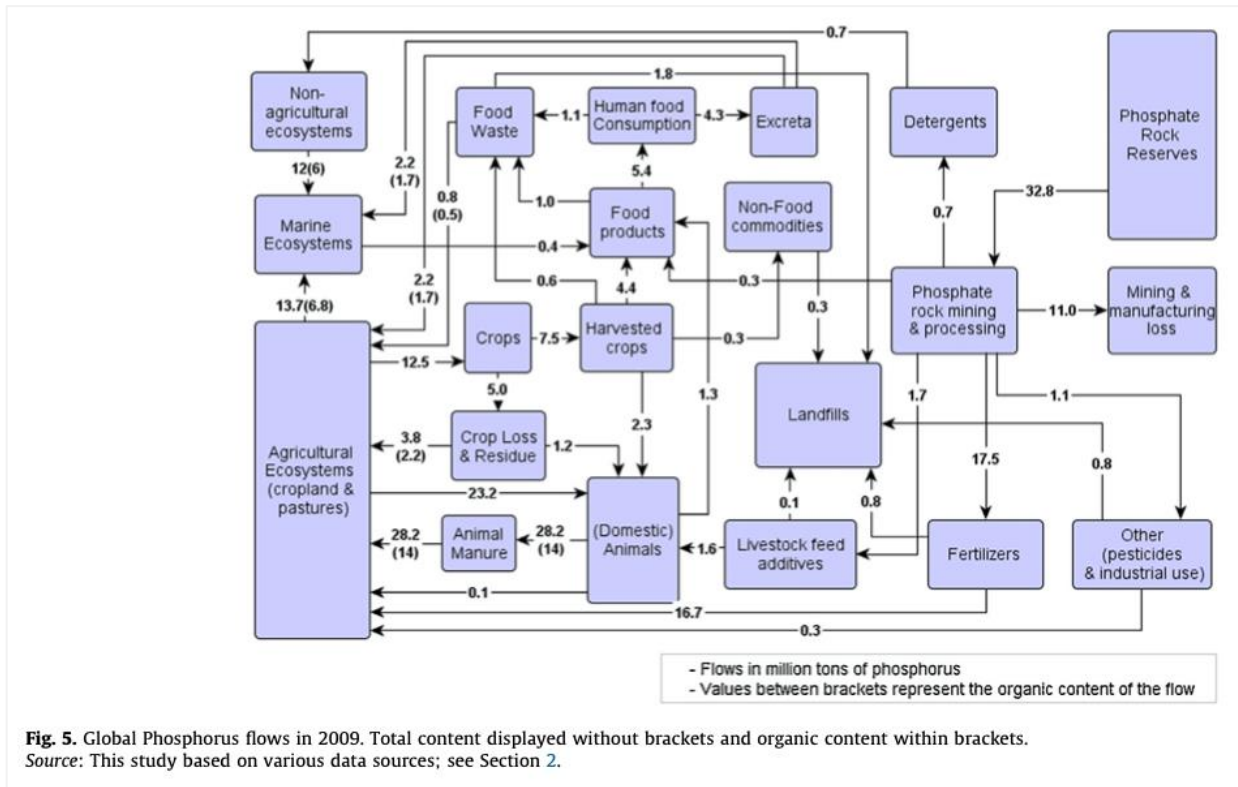 0.7
Non-
agricultural
ecosystems
1.8
Food
Waste
1.1
Human food
Consumption
4.3
Excreta
Detergents
Phosphate
Rock
Reserves
12(6)
2.2
(1.7)
0.8
(0.5)
5.4
32.8
Marine
Ecosystems
1.0
Food
products
Non-Food
commodities
0.7
0.4
13.7(6.8)
2.2
(1.7)
0.6
4.4
0.3
0.3
Phosphate
rock mining
& processing
11.0
Mining &
manufacturing
loss
12.5
Crops
7.5
Harvested
crops
0.3
5.0
1.3
Landfills
1.7
1.1
Agricultural
Ecosystems
(cropland &
pastures)
3.8
(2.2)
Crop Loss
& Residue
1.2
2.3
17.5
0.8
23.2
0.1
0.8
28.2
(14)
Animal
Manure
28.2
(14)
(Domestic)
Animals
1.6
Livestock feed
additives
Fertilizers
Other
(pesticides
& industrial use)
0.1
16.7
0.3
- Flows in million tons of phosphorus
- Values between brackets represent the organic content of the flow
Fig. 5. Global Phosphorus flows in 2009. Total content displayed without brackets and organic content within brackets.
Source: This study based on various data sources; see Section 2.